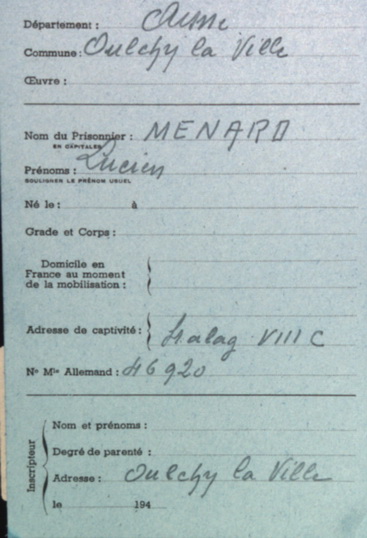 Département : Aisne
Commune : Oulchy la Ville
Œuvre :
Nom du Prisonnier : MENARD
EN CAPITALES
Prénoms : Lucien
SOULIGNER LE PRÉNOM USUEL
Né le : à
Grade et Corps :
Domicile en
France au moment
de la mobilisation :
Adresse de captivité : Stalag VIII C
Nº Mle Allemand : 46920
Inscripteur
Nom et prénoms :
Degré de parenté :
Adresse : Oulchy la Ville
le 194